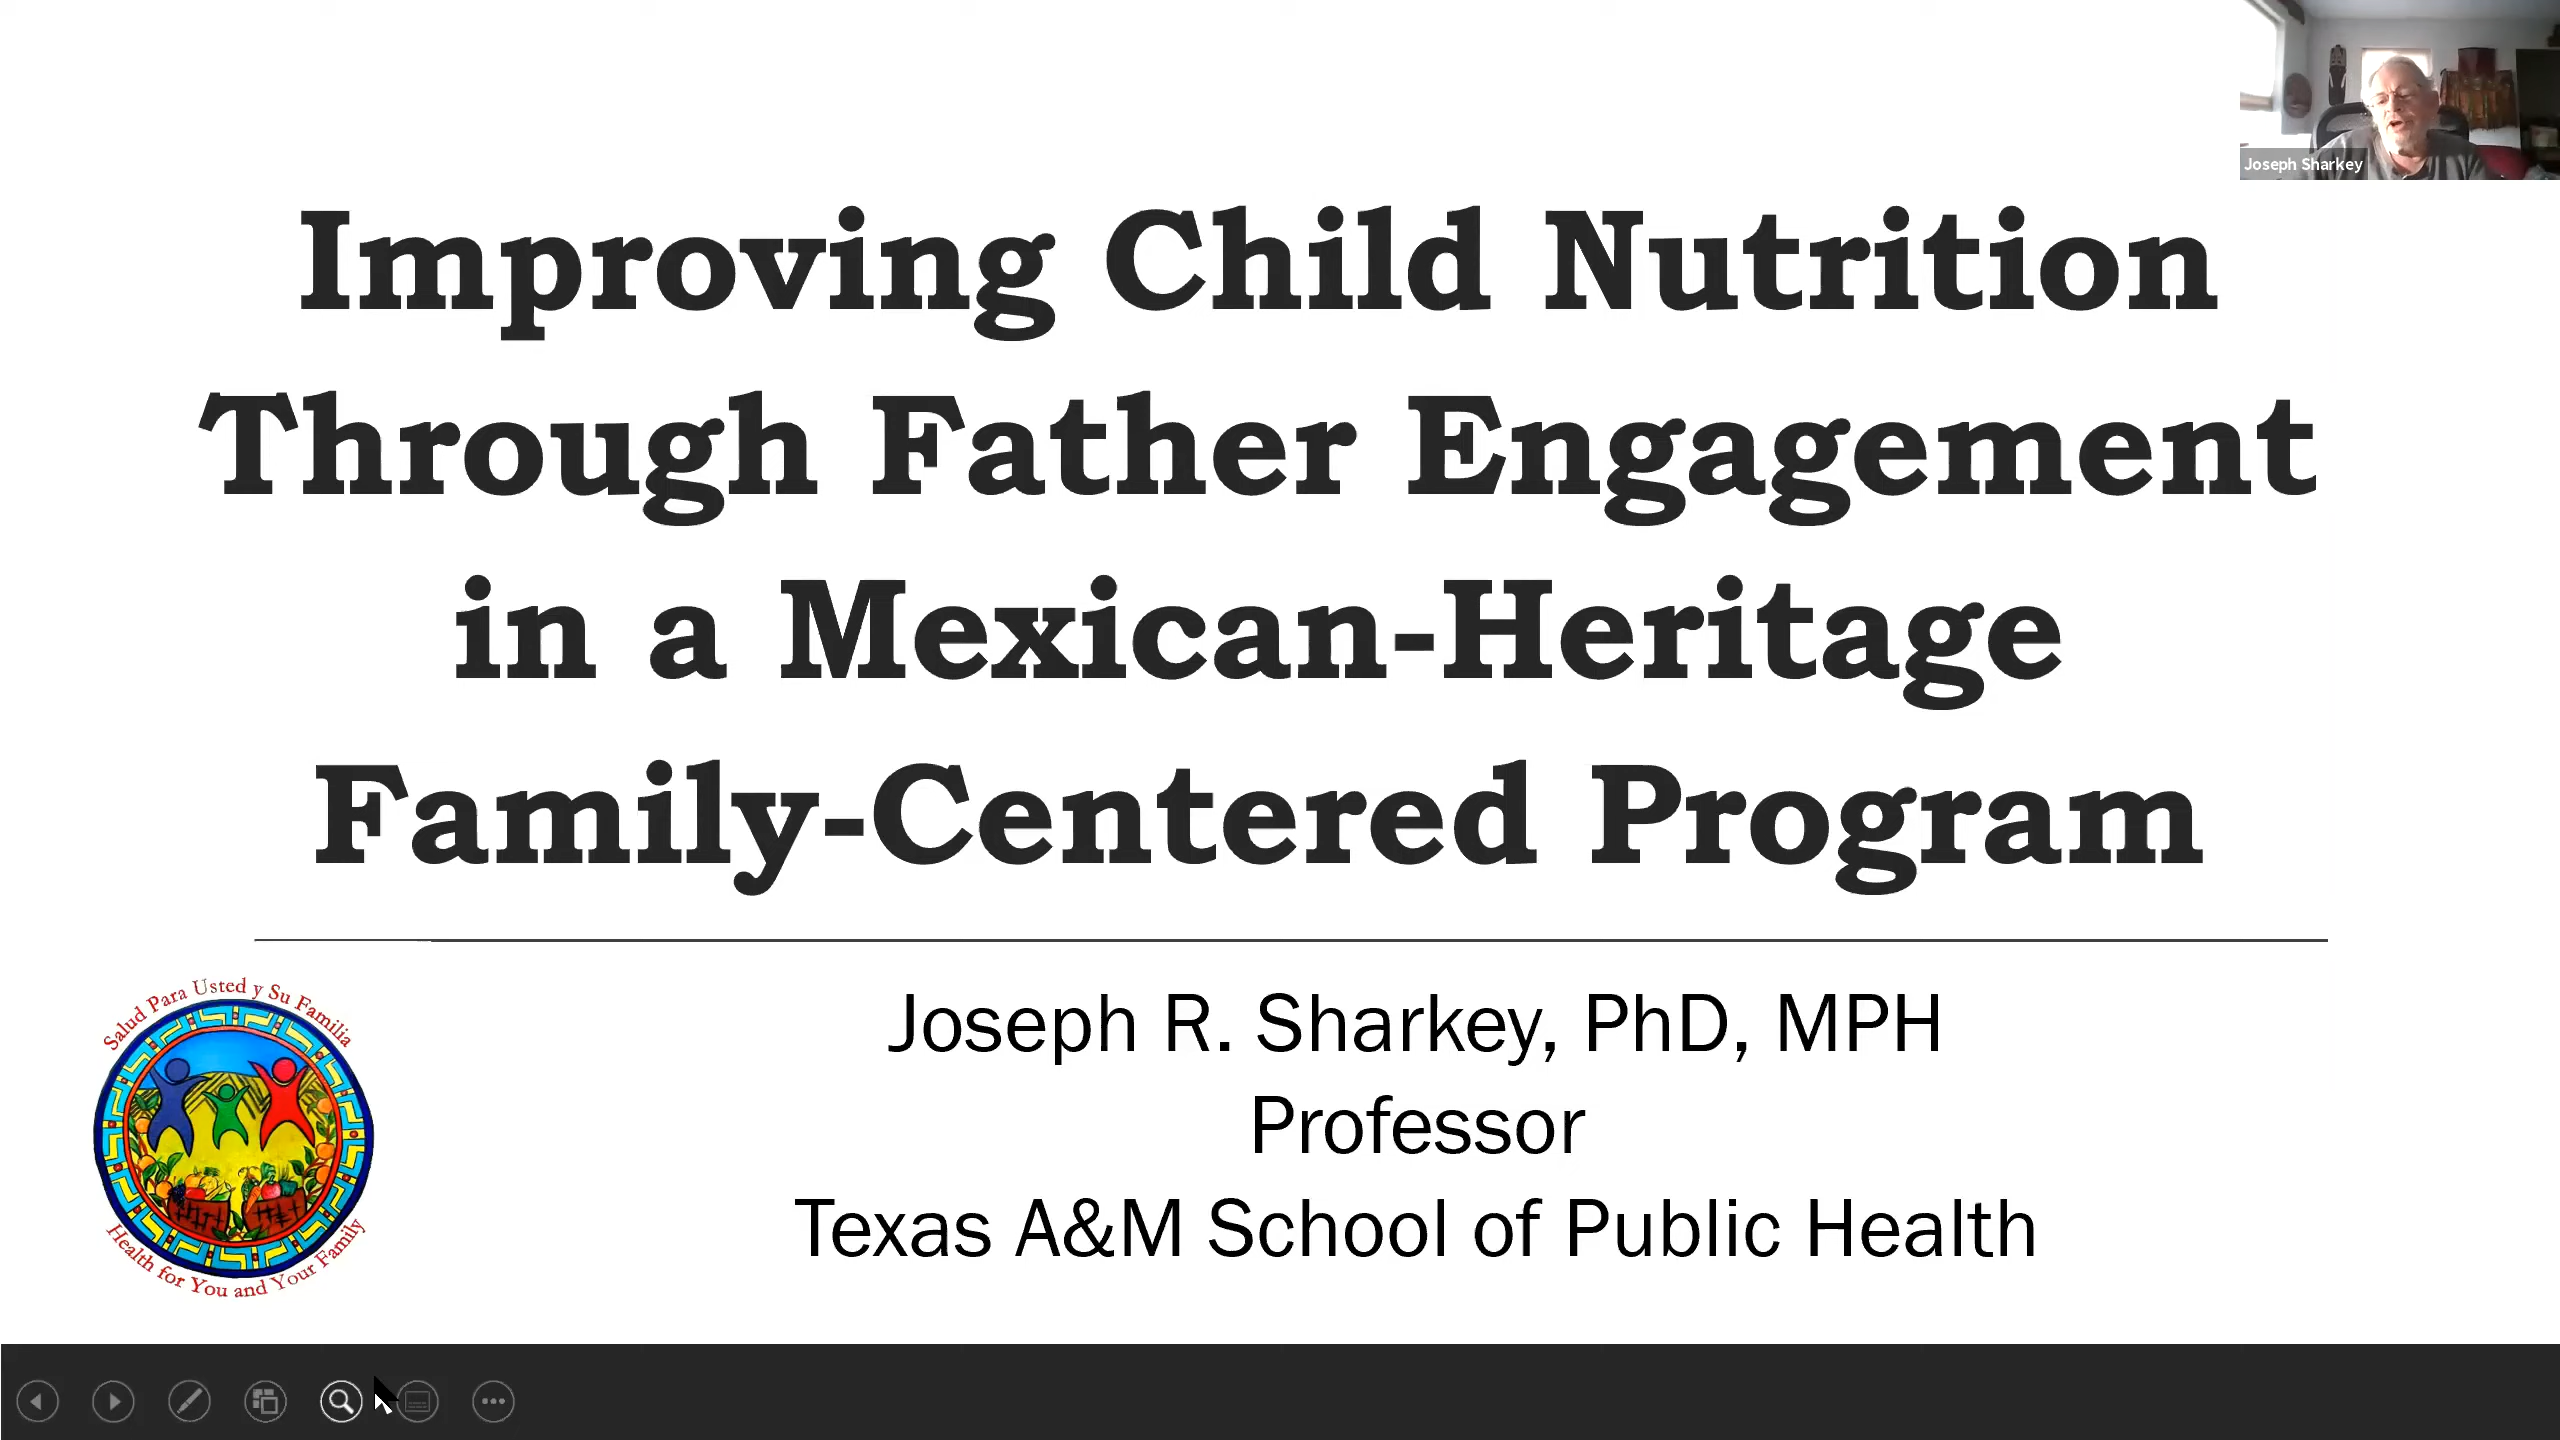 Joseph Sharkey
Improving Child Nutrition
Through Father Engagement
in a Mexican-Heritage
Family-Centered Program
Salud Para Usted y Su Familia
Health for You and Your Family
Joseph R. Sharkey, PhD, MPH
Professor
Texas A&M School of Public Health